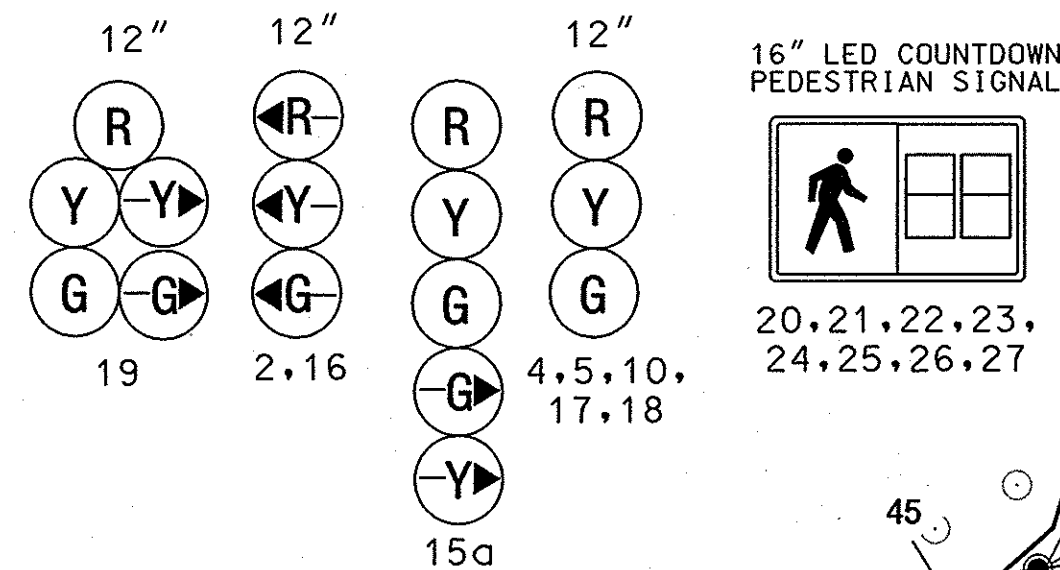 12"
R
Y -Y▶
G -G▶
19
12"
◀R-
◀Y-
◀G-
2,16
R
Y
G
-G▶
-Y▶
15a
12"
R
Y
G
4,5,10,
17,18
16" LED COUNTDOWN
PEDESTRIAN SIGNAL
20,21,22,23,
24,25,26,27
45